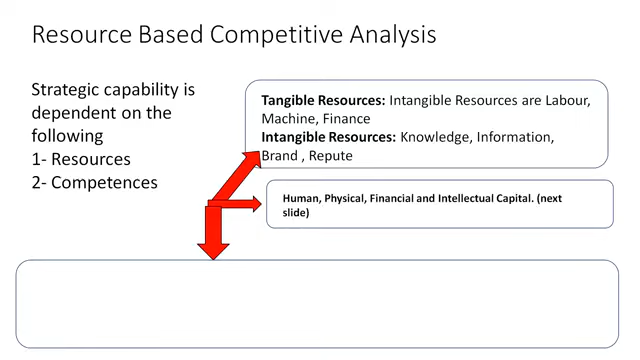 Resource Based Competitive Analysis
Strategic capability is
dependent on the
following
1- Resources
2- Competences
Tangible Resources: Intangible Resources are Labour,
Machine, Finance
Intangible Resources: Knowledge, Information,
Brand , Repute
Human, Physical, Financial and Intellectual Capital. (next
slide)